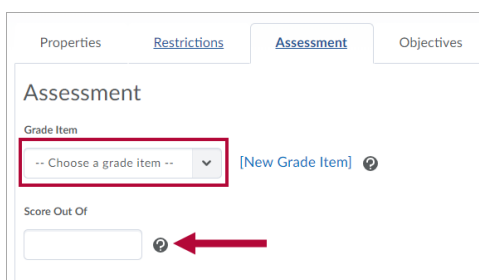 Properties Restrictions Assessment Objectives
Assessment
Grade Item
-- Choose a grade item -- [New Grade Item] ?
Score Out Of
?